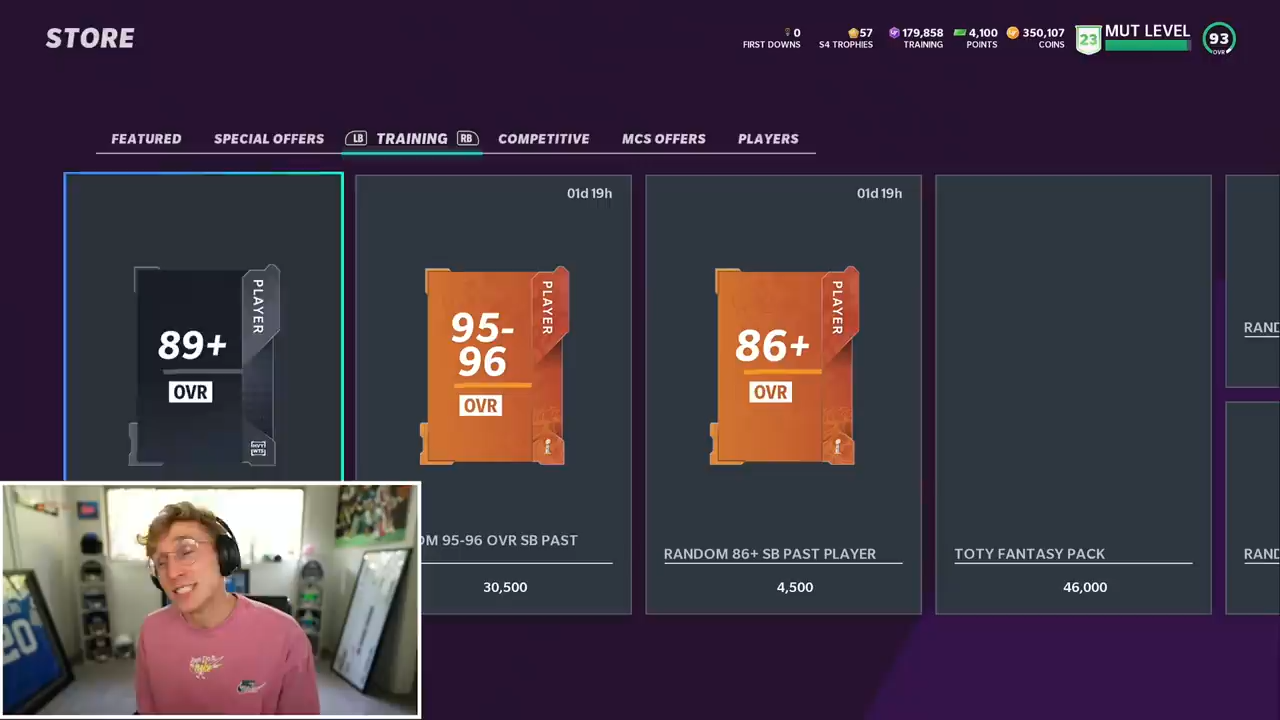 STORE
0
FIRST DOWNS
57
S4 TROPHIES
179,858
TRAINING
4,100
POINTS
350,107
COINS
23
MUT LEVEL
93
OVR
FEATURED
SPECIAL OFFERS
LB
TRAINING
RB
COMPETITIVE
MCS OFFERS
PLAYERS
89+
OVR
PLAYER
01d 19h
95-
96
OVR
PLAYER
OM 95-96 OVR SB PAST
30,500
01d 19h
86+
OVR
PLAYER
RANDOM 86+ SB PAST PLAYER
4,500
TOTY FANTASY PACK
46,000
RAND
RAND
20